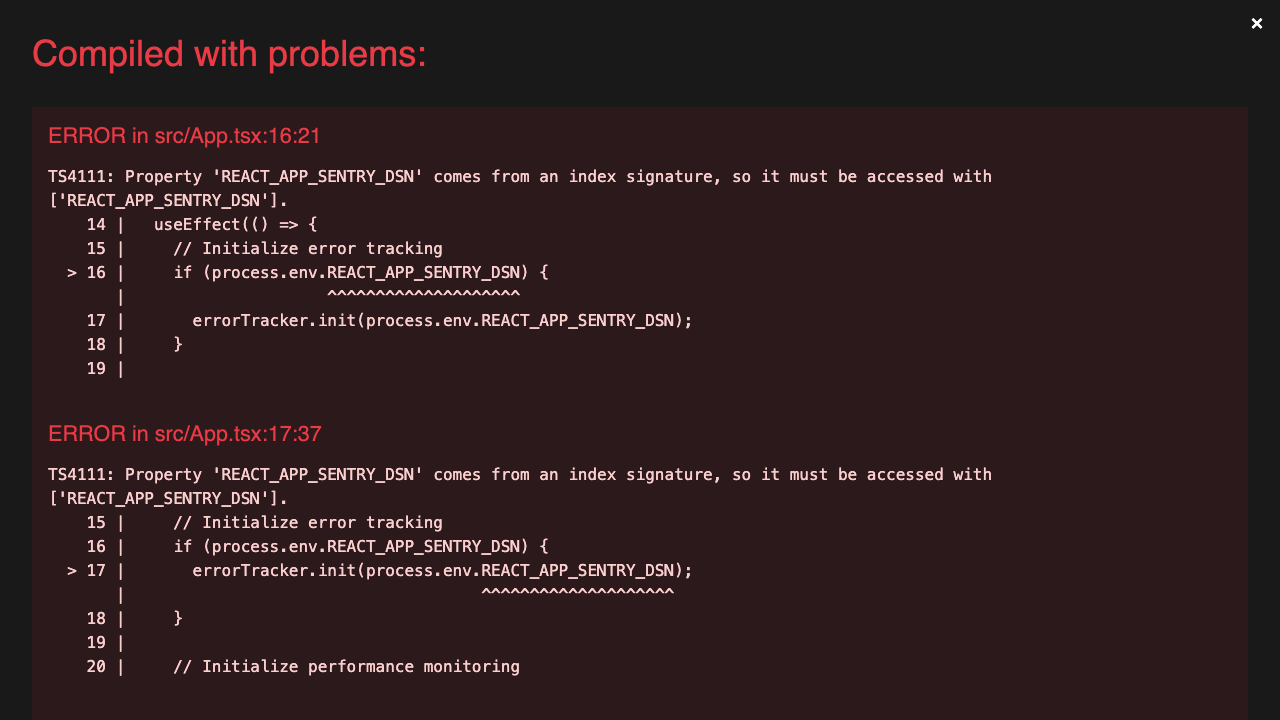 ×
Compiled with problems:
ERROR in src/App.tsx:16:21
TS4111: Property 'REACT_APP_SENTRY_DSN' comes from an index signature, so it must be accessed with
['REACT_APP_SENTRY_DSN'].
    14 |   useEffect(() => {
    15 |     // Initialize error tracking
  > 16 |     if (process.env.REACT_APP_SENTRY_DSN) {
       |                     ^^^^^^^^^^^^^^^^^^^^
    17 |       errorTracker.init(process.env.REACT_APP_SENTRY_DSN);
    18 |     }
    19 |
ERROR in src/App.tsx:17:37
TS4111: Property 'REACT_APP_SENTRY_DSN' comes from an index signature, so it must be accessed with
['REACT_APP_SENTRY_DSN'].
    15 |     // Initialize error tracking
    16 |     if (process.env.REACT_APP_SENTRY_DSN) {
  > 17 |       errorTracker.init(process.env.REACT_APP_SENTRY_DSN);
       |                                     ^^^^^^^^^^^^^^^^^^^^
    18 |     }
    19 |
    20 |     // Initialize performance monitoring